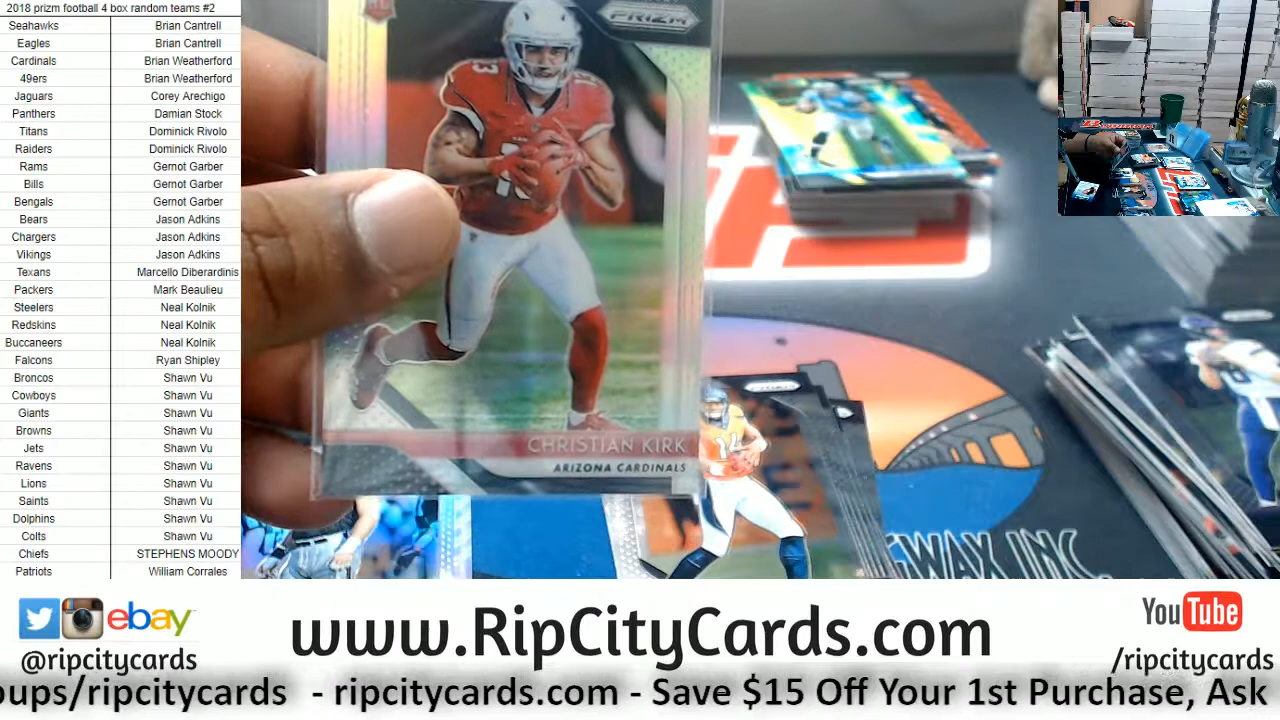 2018 prizm football 4 box random teams #2
Seahawks Brian Cantrell
Eagles Brian Cantrell
Cardinals Brian Weatherford
49ers Brian Weatherford
Jaguars Corey Arechigo
Panthers Damian Stock
Titans Dominick Rivolo
Raiders Dominick Rivolo
Rams Gernot Garber
Bills Gernot Garber
Bengals Gernot Garber
Bears Jason Adkins
Chargers Jason Adkins
Vikings Jason Adkins
Texans Marcello Diberardinis
Packers Mark Beaulieu
Steelers Neal Kolnik
Redskins Neal Kolnik
Buccaneers Neal Kolnik
Falcons Ryan Shipley
Broncos Shawn Vu
Cowboys Shawn Vu
Giants Shawn Vu
Browns Shawn Vu
Jets Shawn Vu
Ravens Shawn Vu
Lions Shawn Vu
Saints Shawn Vu
Dolphins Shawn Vu
Colts Shawn Vu
Chiefs STEPHENS MOODY
Patriots William Corrales
PRIZM
13 13
CHRISTIAN KIRK
ARIZONA CARDINALS
PRIZM
14
WAX INC.
ebay
@ripcitycards
www.RipCityCards.com
YouTube
/ripcitycards
oups/ripcitycards - ripcitycards.com - Save $15 Off Your 1st Purchase, Ask